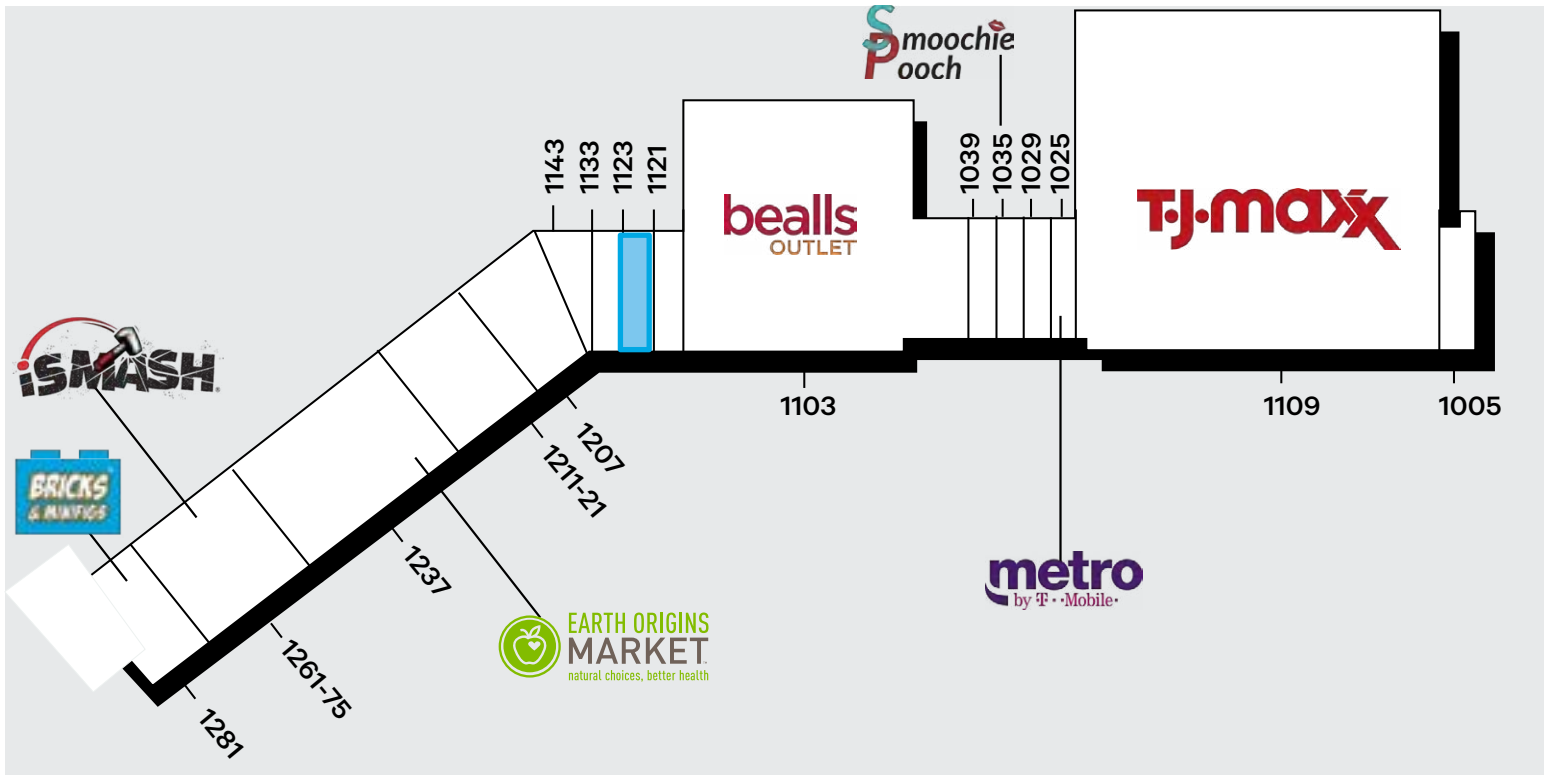 Smoochie
Pooch
1143
1133
1123
1121
1039
1035
1029
1025
bealls
OUTLET
T·J·maxx
iSMASH
BRICKS
& MINIFIGS
1103
1109
1005
1207
1211-21
1237
1261-75
1281
metro
by T··Mobile·
EARTH ORIGINS
MARKET
natural choices, better health